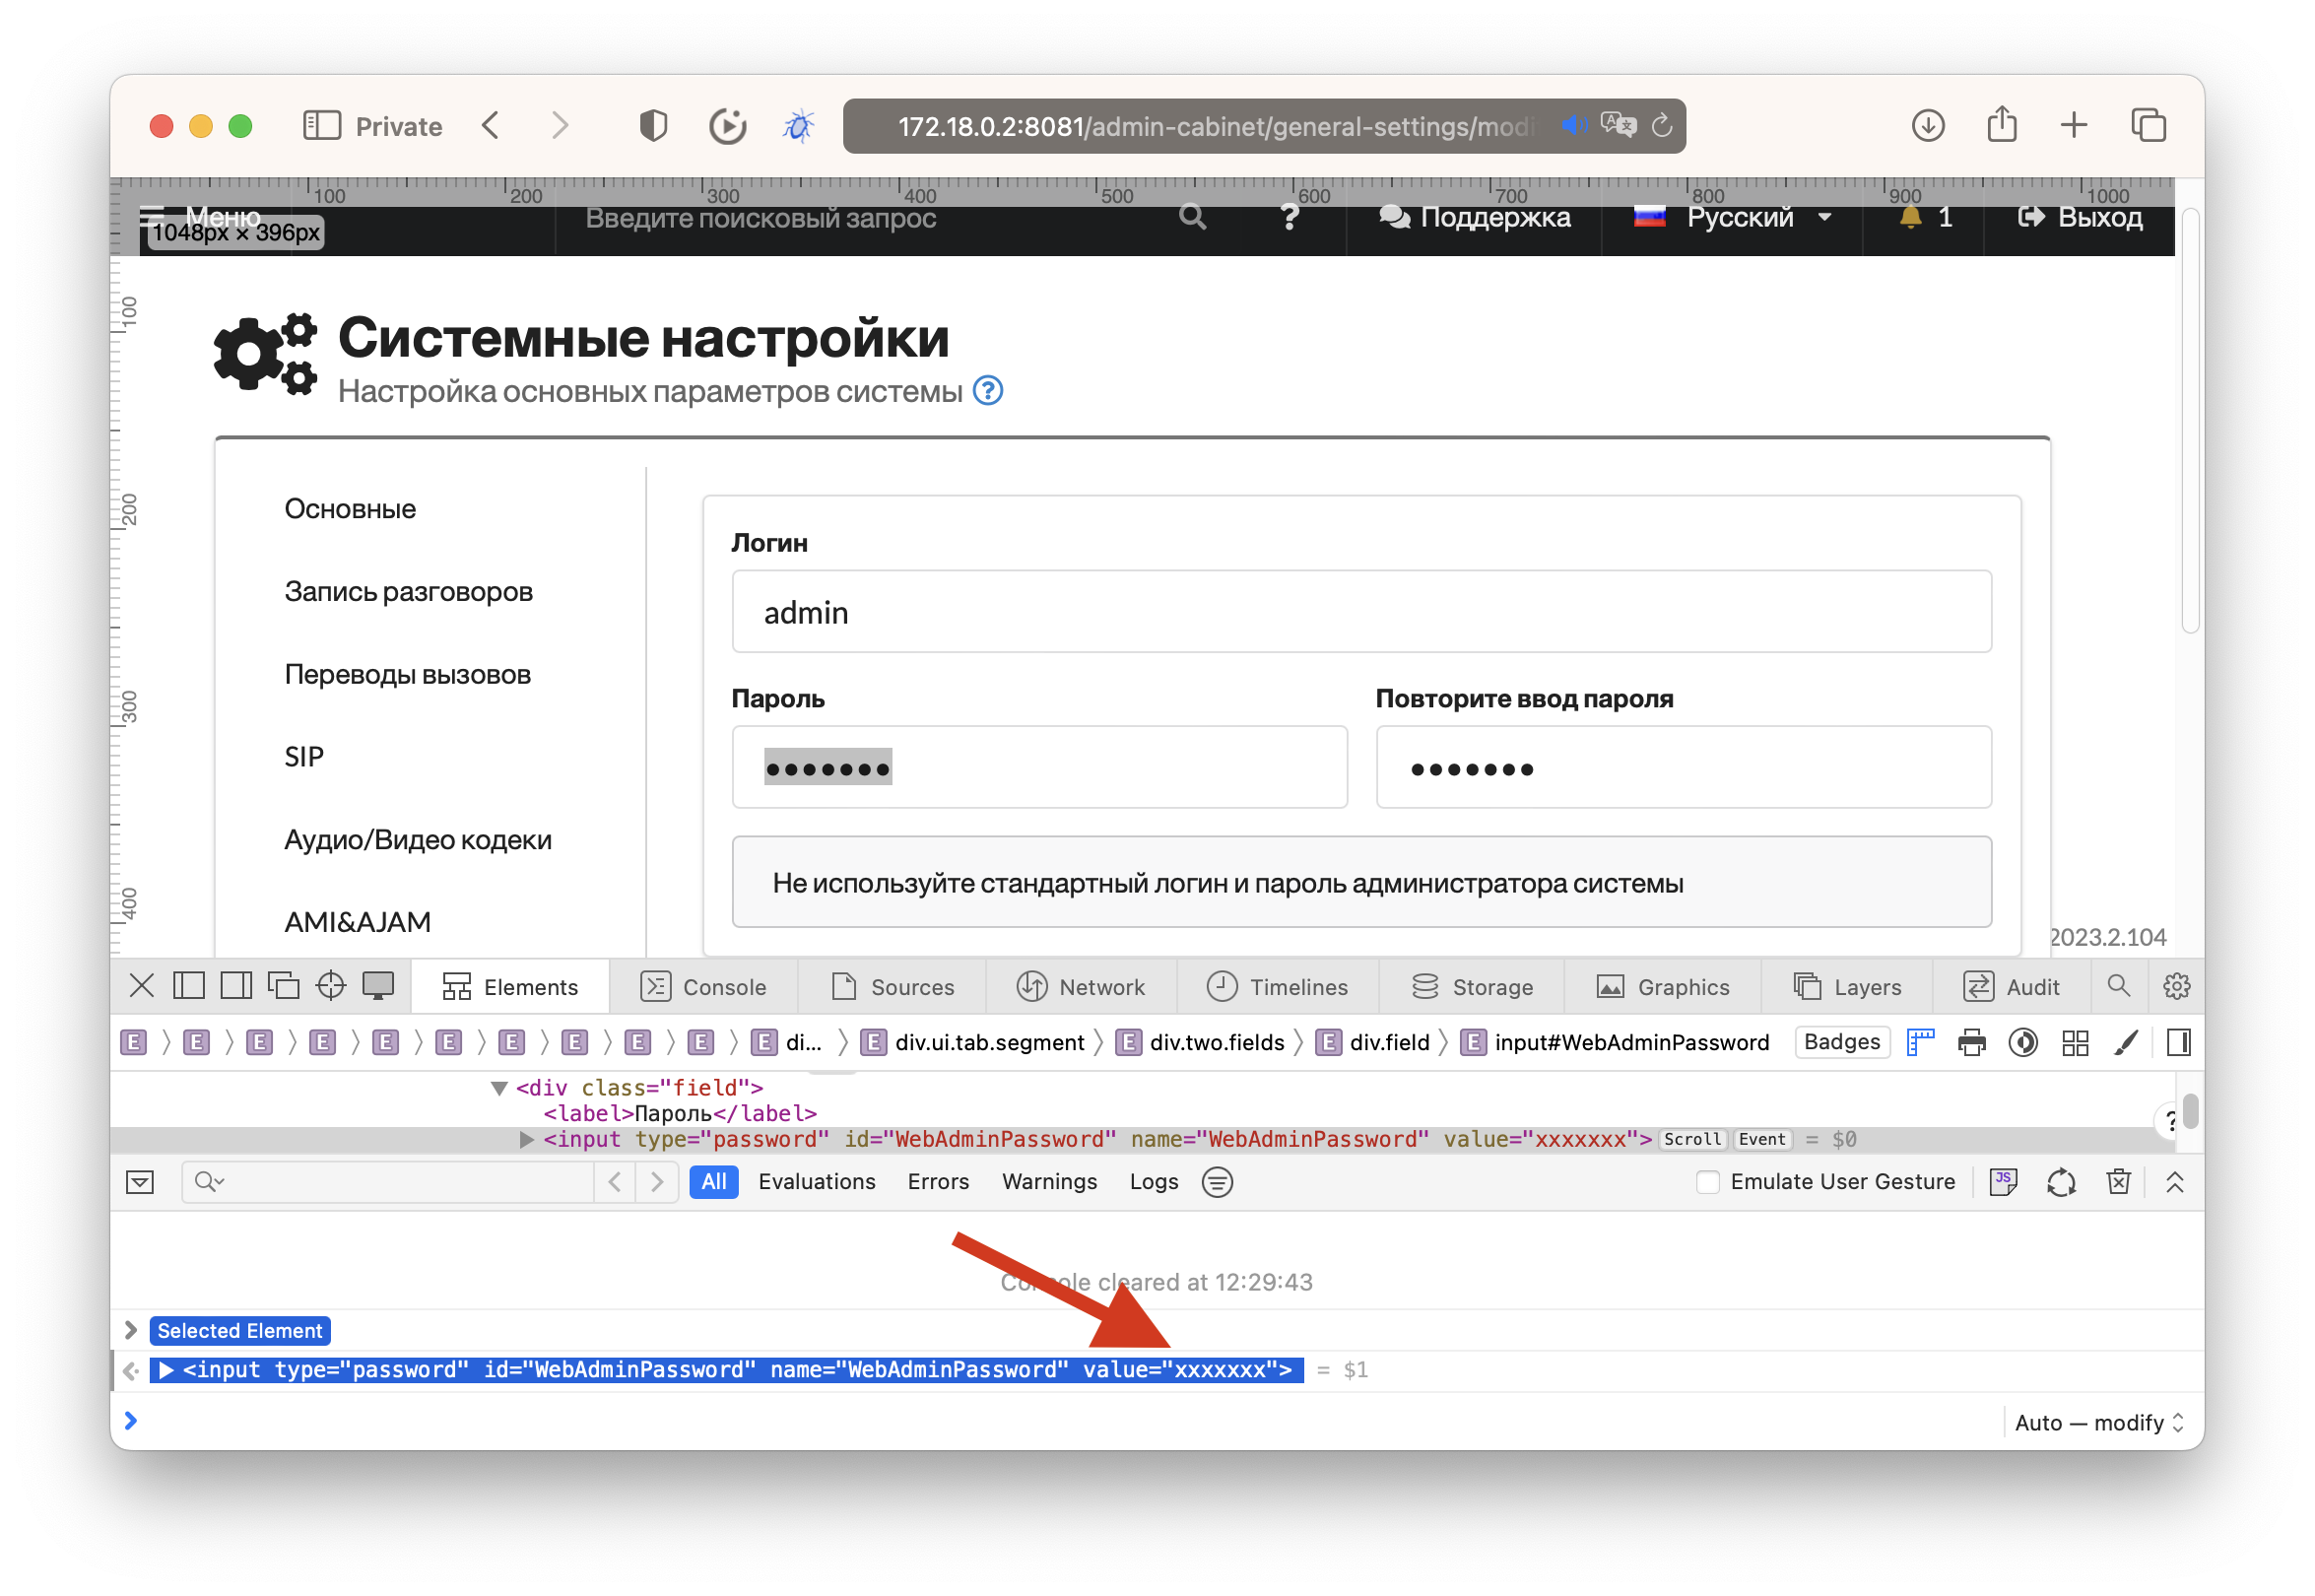 Private
172.18.0.2:8081/admin-cabinet/general-settings/modi
100 200 300 400 500 600 700 800 900 1000
Меню
1048px × 396px
Введите поисковый запрос
?
Поддержка
Русский
1
Выход
100
200
300
400
Системные настройки
Настройка основных параметров системы ?
Основные
Запись разговоров
Переводы вызовов
SIP
Аудио/Видео кодеки
AMI&AJAM
Логин
admin
Пароль
Повторите ввод пароля
•••••••
•••••••
Не используйте стандартный логин и пароль администратора системы
2023.2.104
Elements Console Sources Network Timelines Storage Graphics Layers Audit
E E E E E E E E E E E di... E div.ui.tab.segment E div.two.fields E div.field E input#WebAdminPassword Badges
<div class="field">
<label>Пароль</label>
<input type="password" id="WebAdminPassword" name="WebAdminPassword" value="xxxxxxx"> Scroll Event = $0
?
All Evaluations Errors Warnings Logs Emulate User Gesture JS
Console cleared at 12:29:43
Selected Element
<input type="password" id="WebAdminPassword" name="WebAdminPassword" value="xxxxxxx"> = $1
Auto — modify